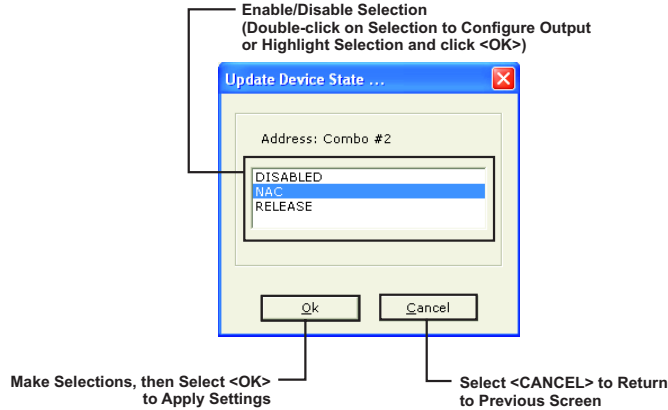 Enable/Disable Selection
(Double-click on Selection to Configure Output
or Highlight Selection and click <OK>)
Update Device State ...
Address: Combo #2
DISABLED
NAC
RELEASE
Ok
Cancel
Make Selections, then Select <OK>
to Apply Settings
Select <CANCEL> to Return
to Previous Screen